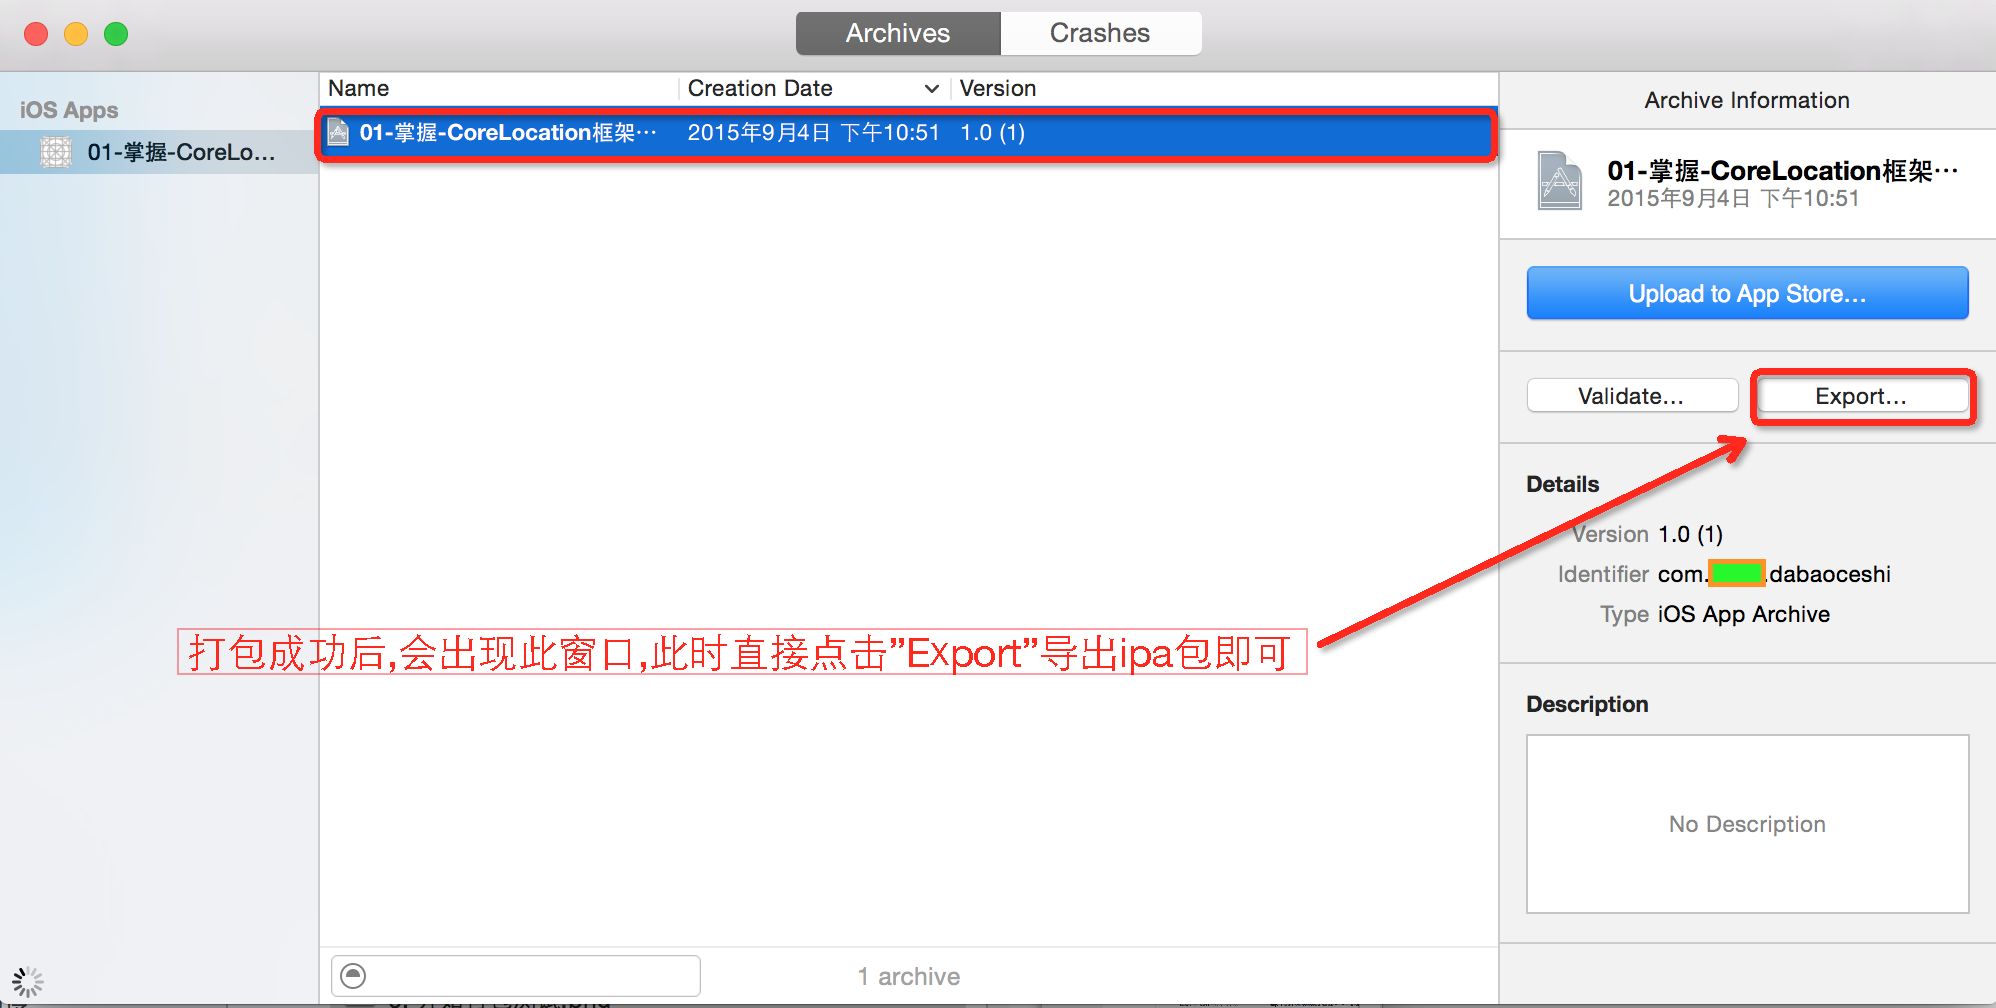 Archives
Crashes
iOS Apps
01-掌握-CoreLo...
Name
Creation Date
Version
01-掌握-CoreLocation框架···
2015年9月4日 下午10:51
1.0 (1)
Archive Information
01-掌握-CoreLocation框架···
2015年9月4日 下午10:51
Upload to App Store...
Validate...
Export...
Details
Version 1.0 (1)
Identifier com. .dabaoceshi
Type iOS App Archive
打包成功后,会出现此窗口,此时直接点击”Export”导出ipa包即可
Description
No Description
1 archive